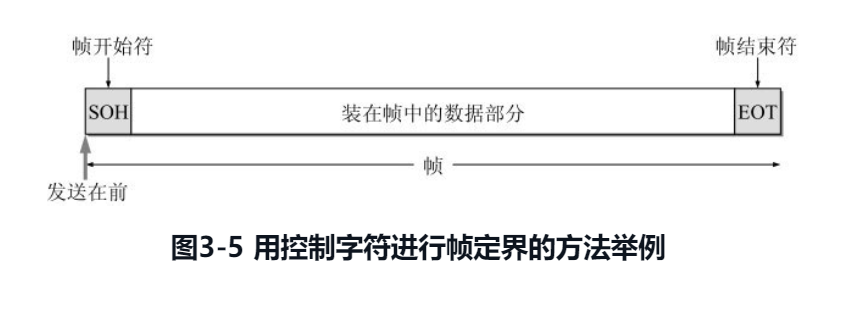 帧开始符
帧结束符
SOH
装在帧中的数据部分
EOT
帧
发送在前
图3-5 用控制字符进行帧定界的方法举例